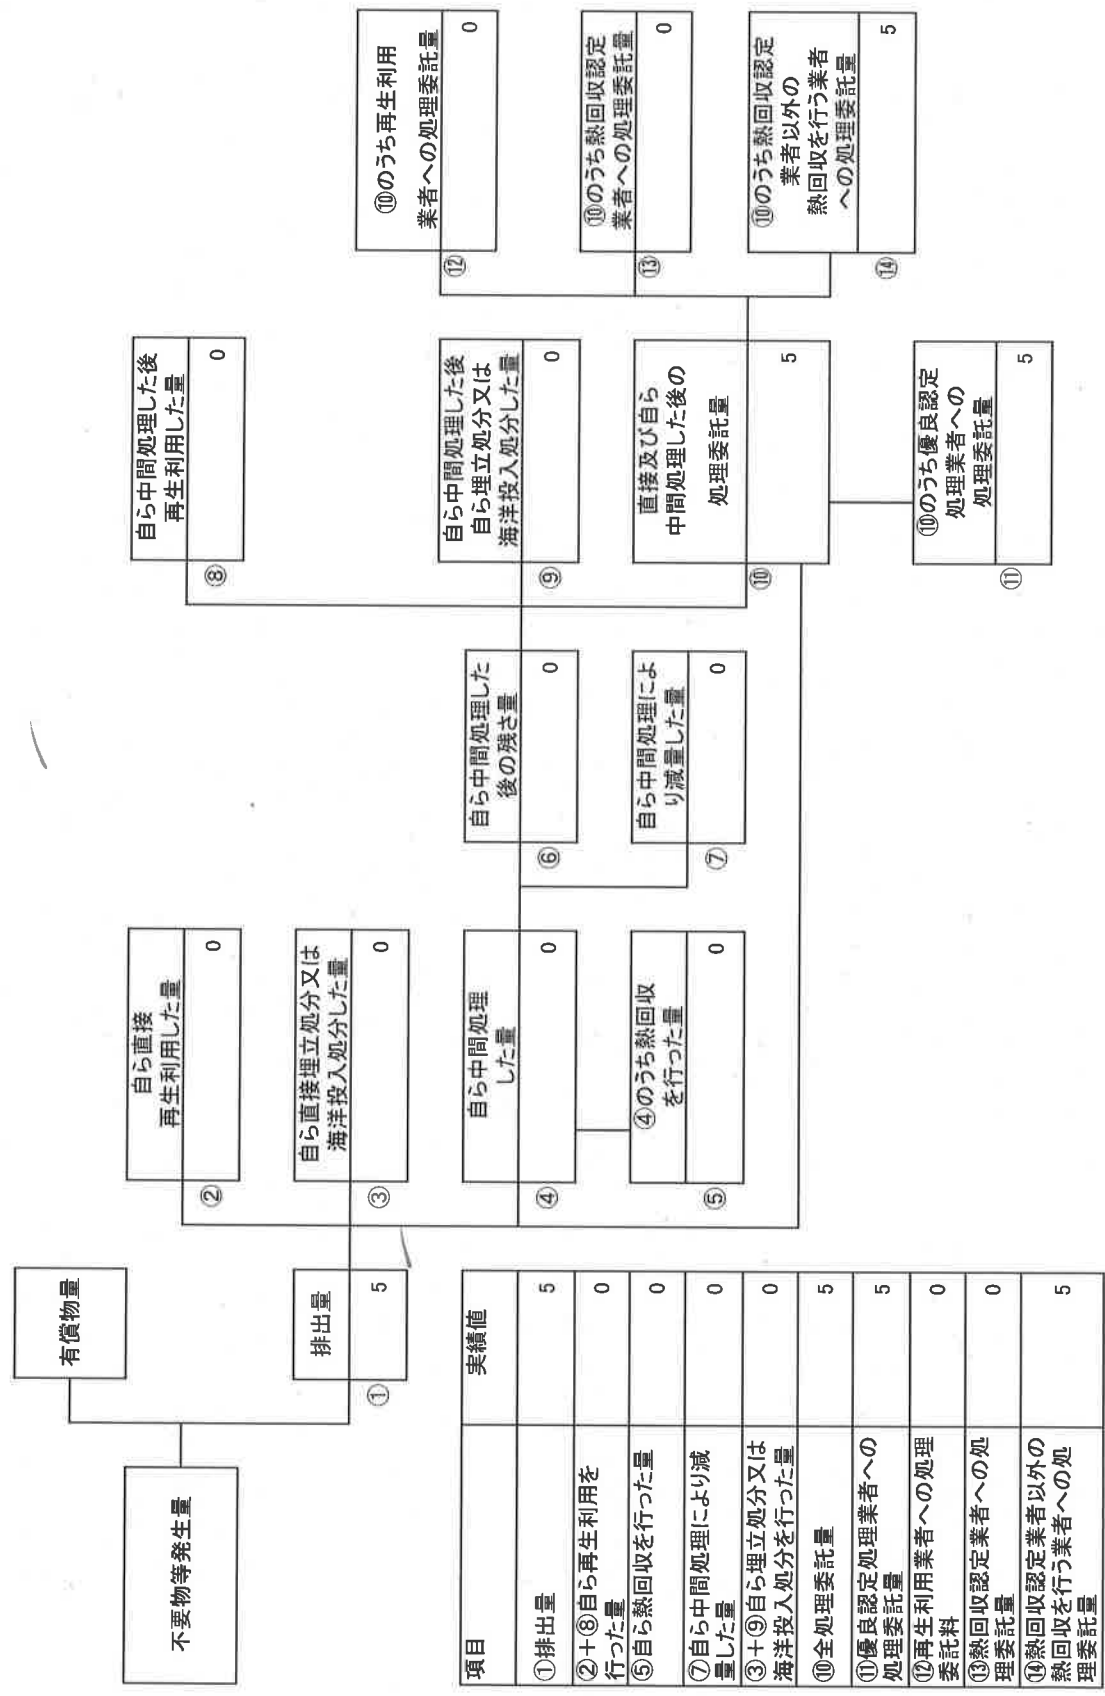 不要物等発生量
有償物量
排出量
①
5
自ら直接
再生利用した量
②
0
自ら直接埋立処分又は
海洋投入処分した量
③
0
自ら中間処理
した量
④
0
④のうち熱回収
を行った量
⑤
0
自ら中間処理した
後の残さ量
⑥
0
自ら中間処理によ
り減量した量
⑦
0
自ら中間処理した後
再生利用した量
⑧
0
自ら中間処理した後
自ら埋立処分又は
海洋投入処分した量
⑨
0
直接及び自ら
中間処理した後の
処理委託量
⑩
5
⑩のうち優良認定
処理業者への
処理委託量
⑪
5
⑩のうち再生利用
業者への処理委託量
⑫
0
⑩のうち熱回収認定
業者への処理委託量
⑬
0
⑩のうち熱回収認定
業者以外の
熱回収を行う業者
への処理委託量
⑭
5
項目 実績値
①排出量 5
②+⑧自ら再生利用を
行った量 0
⑤自ら熱回収を行った量 0
⑦自ら中間処理により減
量した量 0
③+⑨自ら埋立処分又は
海洋投入処分を行った量 0
⑩全処理委託量 5
⑪優良認定処理業者への
処理委託量 5
⑫再生利用業者への処理
委託料 0
⑬熱回収認定業者への処
理委託量 0
⑭熱回収認定業者以外の
熱回収を行う業者への処
理委託量 5